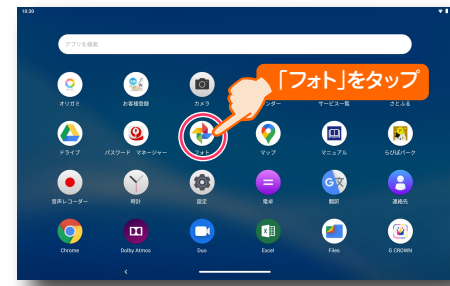 10:30
アプリを検索
「フォト」をタップ
オリガミ
お客様登録
カメラ
ンダー
サービス一覧
さとふる
ドライブ
パスワード マネージャー
フォト
マップ
マニュアル
らびぱパーク
音声レコーダー
時計
設定
電卓
翻訳
連絡先
Chrome
Dolby Atmos
Duo
Excel
Files
G CROWN